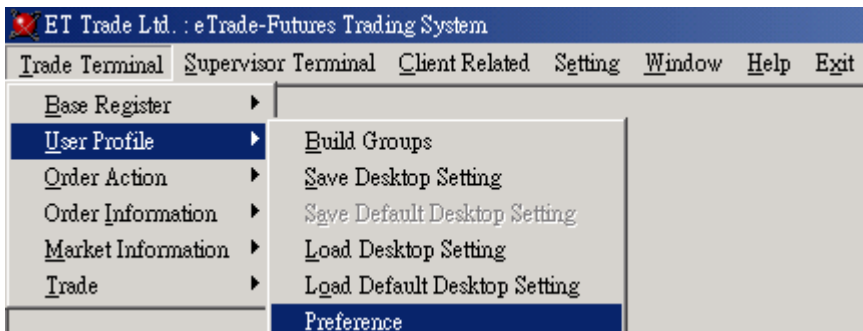 ET Trade Ltd. : eTrade-Futures Trading System
Trade Terminal Supervisor Terminal Client Related Setting Window Help Exit
Base Register
User Profile
Order Action
Order Information
Market Information
Trade
Build Groups
Save Desktop Setting
Save Default Desktop Setting
Load Desktop Setting
Load Default Desktop Setting
Preference